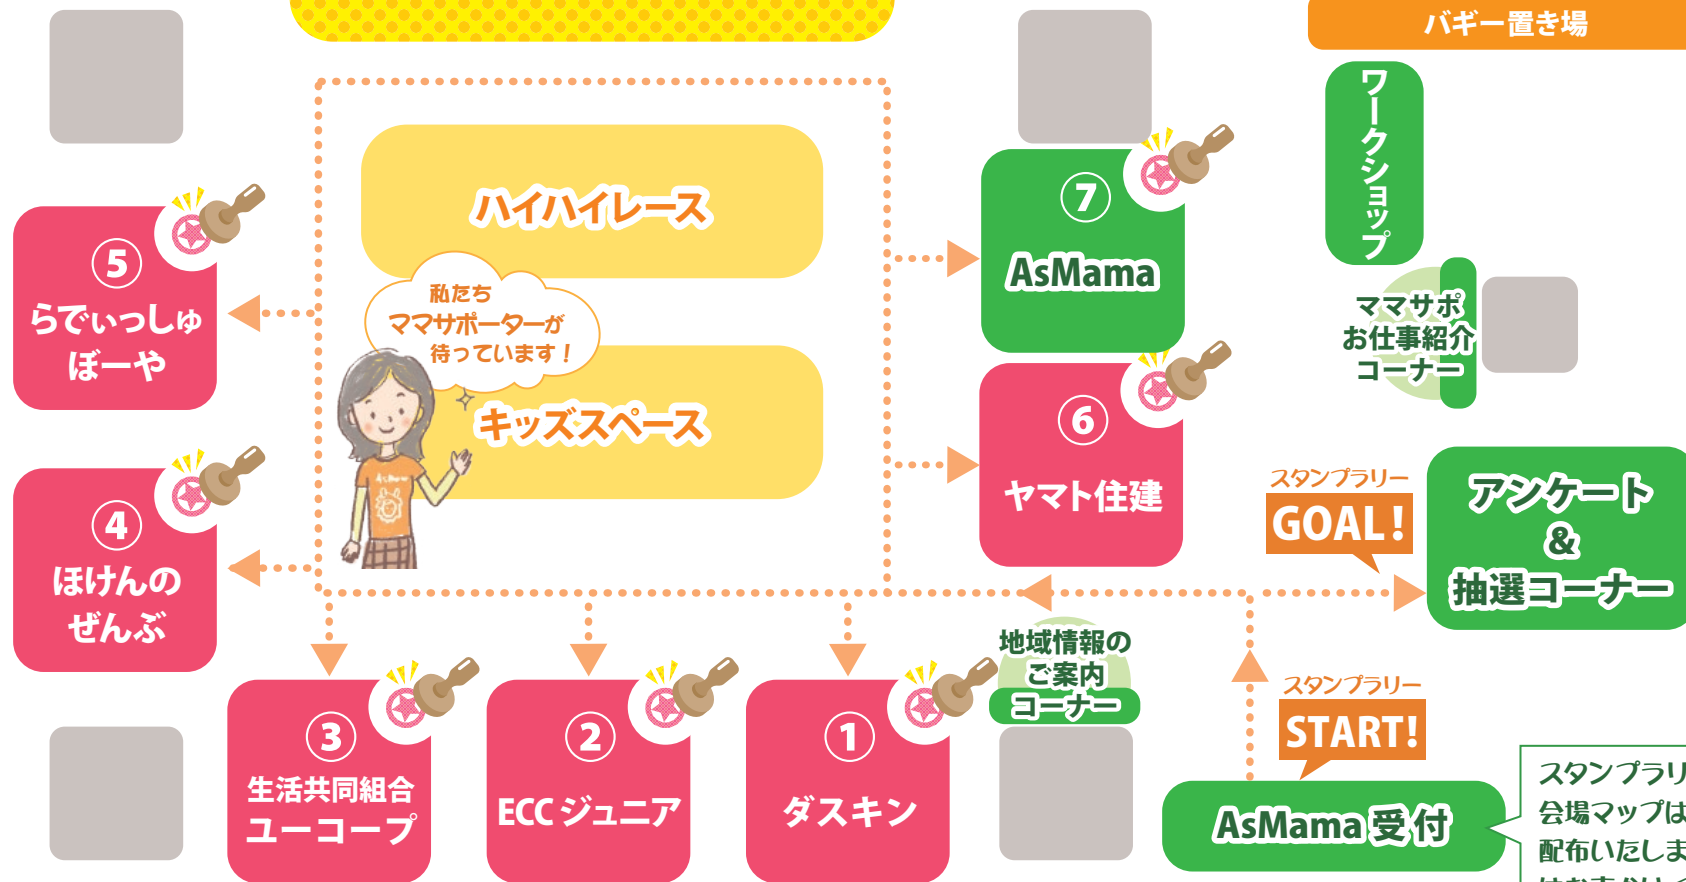 バギー置き場
ワークショップ
ハイハイレース
⑦
AsMama
⑤
らでぃっしゅ
ぼーや
私たち
ママサポーターが
待っています！
ママサポ
お仕事紹介
コーナー
キッズスペース
⑥
ヤマト住建
スタンプラリー
GOAL!
アンケート
&
抽選コーナー
④
ほけんの
ぜんぶ
地域情報の
ご案内
コーナー
スタンプラリー
START!
③
生活共同組合
ユーコープ
②
ECCジュニア
①
ダスキン
AsMama 受付
スタンプラリ
会場マップは
配布いたしま